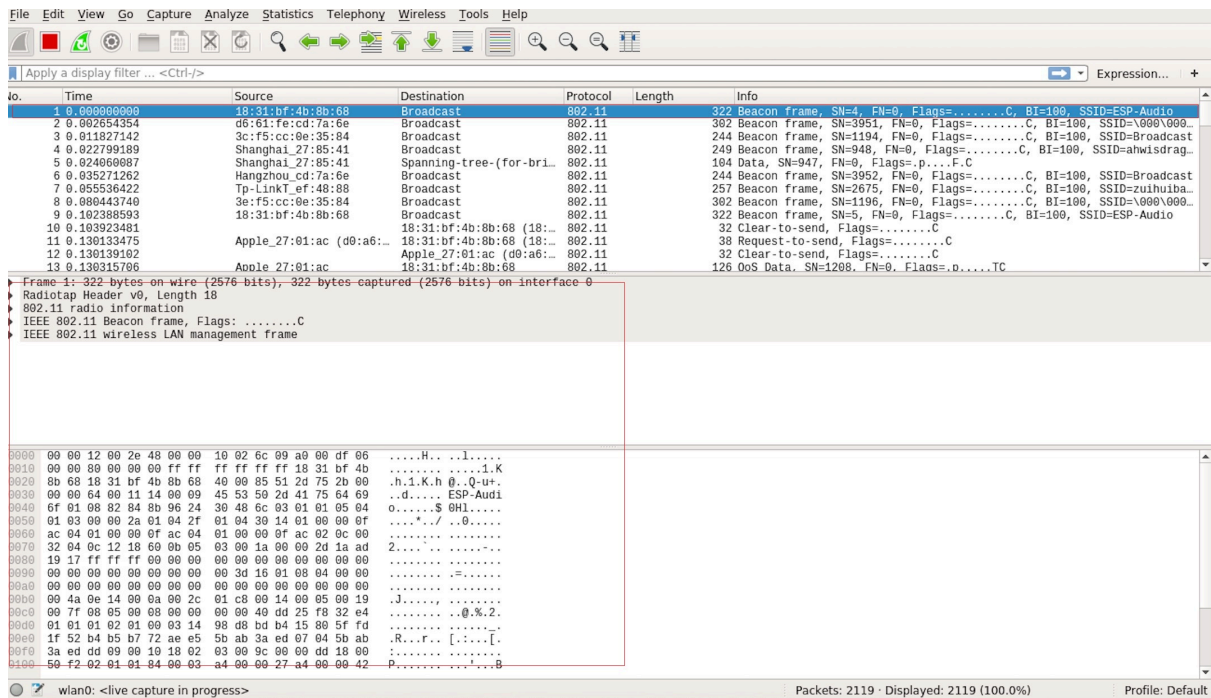 File Edit View Go Capture Analyze Statistics Telephony Wireless Tools Help
Apply a display filter ... <Ctrl-/> Expression... +
No. Time Source Destination Protocol Length Info
1 0.000000000 18:31:bf:4b:8b:68 Broadcast 802.11 322 Beacon frame, SN=4, FN=0, Flags=........C, BI=100, SSID=ESP-Audio
2 0.002654354 d6:61:fe:cd:7a:6e Broadcast 802.11 302 Beacon frame, SN=3951, FN=0, Flags=........C, BI=100, SSID=\000\000…
3 0.011827142 3c:f5:cc:0e:35:84 Broadcast 802.11 244 Beacon frame, SN=1194, FN=0, Flags=........C, BI=100, SSID=Broadcast
4 0.022799189 Shanghai_27:85:41 Broadcast 802.11 249 Beacon frame, SN=948, FN=0, Flags=........C, BI=100, SSID=ahwisdrag…
5 0.024060087 Shanghai_27:85:41 Spanning-tree-(for-bri… 802.11 104 Data, SN=947, FN=0, Flags=.p....F.C
6 0.035271262 Hangzhou_cd:7a:6e Broadcast 802.11 244 Beacon frame, SN=3952, FN=0, Flags=........C, BI=100, SSID=Broadcast
7 0.055536422 Tp-LinkT_ef:48:88 Broadcast 802.11 257 Beacon frame, SN=2675, FN=0, Flags=........C, BI=100, SSID=zuihuiba…
8 0.080443740 3e:f5:cc:0e:35:84 Broadcast 802.11 302 Beacon frame, SN=1196, FN=0, Flags=........C, BI=100, SSID=\000\000…
9 0.102388593 18:31:bf:4b:8b:68 Broadcast 802.11 322 Beacon frame, SN=5, FN=0, Flags=........C, BI=100, SSID=ESP-Audio
10 0.103923481 18:31:bf:4b:8b:68 (18:… 802.11 32 Clear-to-send, Flags=........C
11 0.130133475 Apple_27:01:ac (d0:a6:… 18:31:bf:4b:8b:68 (18:… 802.11 38 Request-to-send, Flags=........C
12 0.130139102 Apple_27:01:ac (d0:a6:… 802.11 32 Clear-to-send, Flags=........C
13 0.130315706 Apple_27:01:ac 18:31:bf:4b:8b:68 802.11 126 QoS Data, SN=1208, FN=0, Flags=.p.....TC
Frame 1: 322 bytes on wire (2576 bits), 322 bytes captured (2576 bits) on interface 0
Radiotap Header v0, Length 18
802.11 radio information
IEEE 802.11 Beacon frame, Flags: ........C
IEEE 802.11 wireless LAN management frame
0000 00 00 12 00 2e 48 00 00 10 02 6c 09 a0 00 df 06 .....H.. ..l.....
0010 00 00 80 00 00 00 ff ff ff ff ff ff 18 31 bf 4b ........ .....1.K
0020 8b 68 18 31 bf 4b 8b 68 40 00 85 51 2d 75 2b 00 .h.1.K.h @..Q-u+.
0030 00 00 64 00 11 14 00 09 45 53 50 2d 41 75 64 69 ..d..... ESP-Audi
0040 6f 01 08 82 84 8b 96 24 30 48 6c 03 01 01 05 04 o......$ 0Hl.....
0050 01 03 00 00 2a 01 04 2f 01 04 30 14 01 00 00 0f ....*../ ..0.....
0060 ac 04 01 00 00 0f ac 04 01 00 00 0f ac 02 0c 00 ........ ........
0070 32 04 0c 12 18 60 0b 05 03 00 1a 00 00 2d 1a ad 2....`.. .....-..
0080 19 17 ff ff ff 00 00 00 00 00 00 00 00 00 00 00 ........ ........
0090 00 00 00 00 00 00 00 00 00 3d 16 01 08 04 00 00 ........ .=......
00a0 00 00 00 00 00 00 00 00 00 00 00 00 00 00 00 00 ........ ........
00b0 00 4a 0e 14 00 0a 00 2c 01 c8 00 14 00 05 00 19 .J....., ........
00c0 00 7f 08 05 00 08 00 00 00 00 40 dd 25 f8 32 e4 ........ ..@.%.2.
00d0 01 01 01 02 01 00 03 14 98 d8 bd b4 15 80 5f fd ........ ......_.
00e0 1f 52 b4 b5 b7 72 ae e5 5b ab 3a ed 07 04 5b ab .R...r.. [.:...[.
00f0 3a ed dd 09 00 10 18 02 03 00 9c 00 00 dd 18 00 :....... ........
0100 50 f2 02 01 01 84 00 03 a4 00 00 27 a4 00 00 42 P....... ...'...B
wlan0: <live capture in progress> Packets: 2119 · Displayed: 2119 (100.0%) Profile: Default